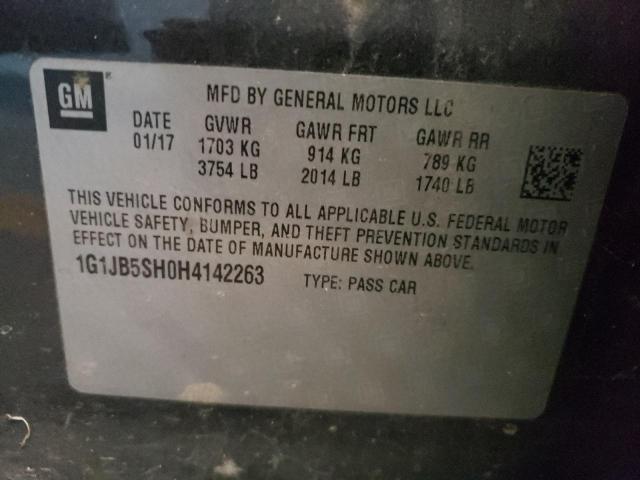 GM
MFD BY GENERAL MOTORS LLC
DATE GVWR GAWR FRT GAWR RR
01/17 1703 KG 914 KG 789 KG
3754 LB 2014 LB 1740 LB
THIS VEHICLE CONFORMS TO ALL APPLICABLE U.S. FEDERAL MOTOR
VEHICLE SAFETY, BUMPER, AND THEFT PREVENTION STANDARDS IN
EFFECT ON THE DATE OF MANUFACTURE SHOWN ABOVE.
1G1JB5SH0H4142263 TYPE: PASS CAR